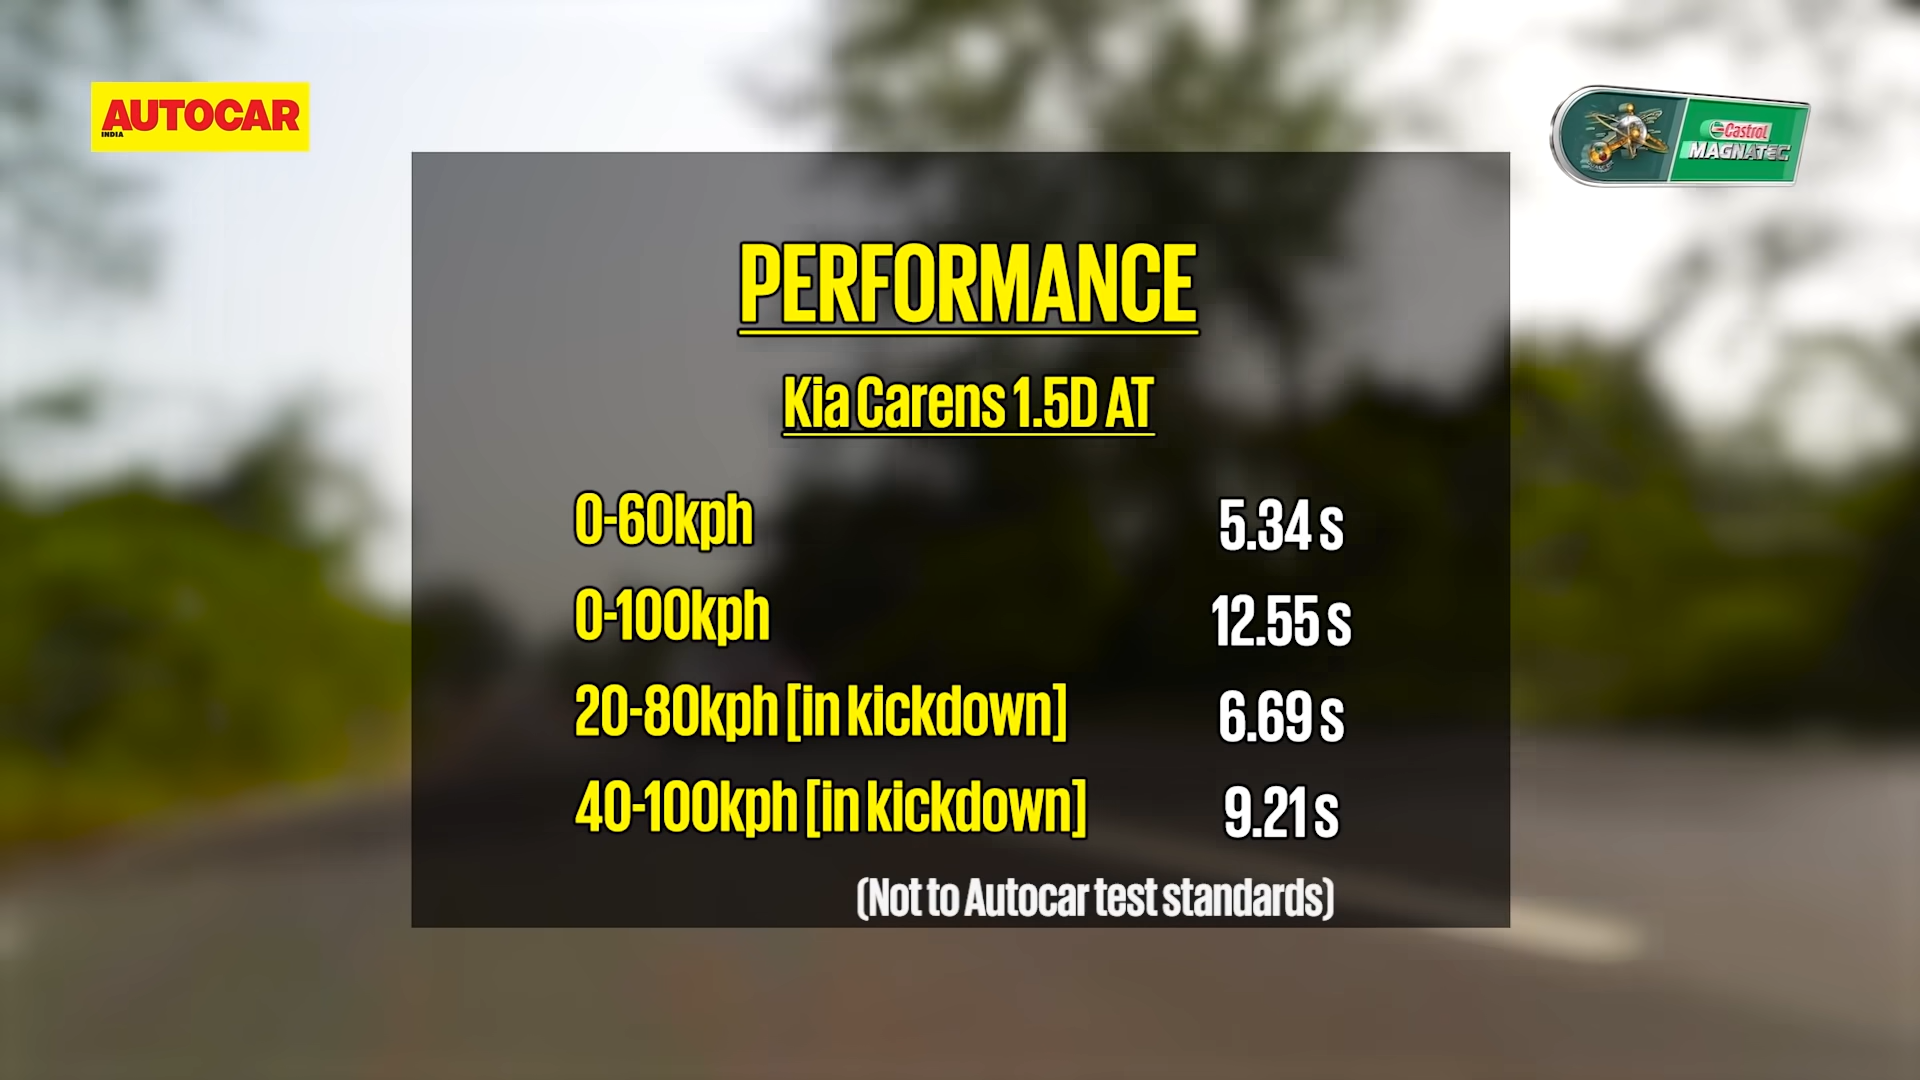 AUTOCAR
INDIA
Castrol
MAGNATEC
PERFORMANCE
Kia Carens 1.5D AT
0-60kph 5.34 s
0-100kph 12.55 s
20-80kph [in kickdown] 6.69 s
40-100kph [in kickdown] 9.21 s
(Not to Autocar test standards)